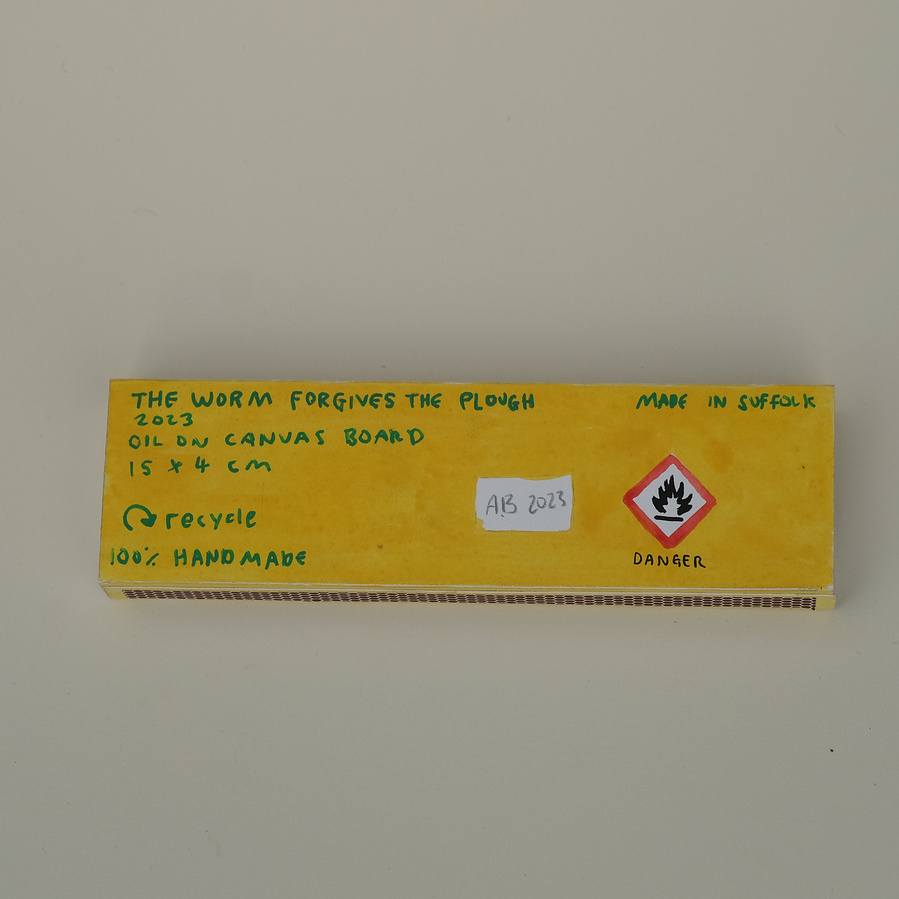 THE WORM FORGIVES THE PLOUGH
2023
OIL ON CANVAS BOARD
15 x 4 cm
recycle
100% HANDMADE
AB 2023
MADE IN SUFFOLK
DANGER